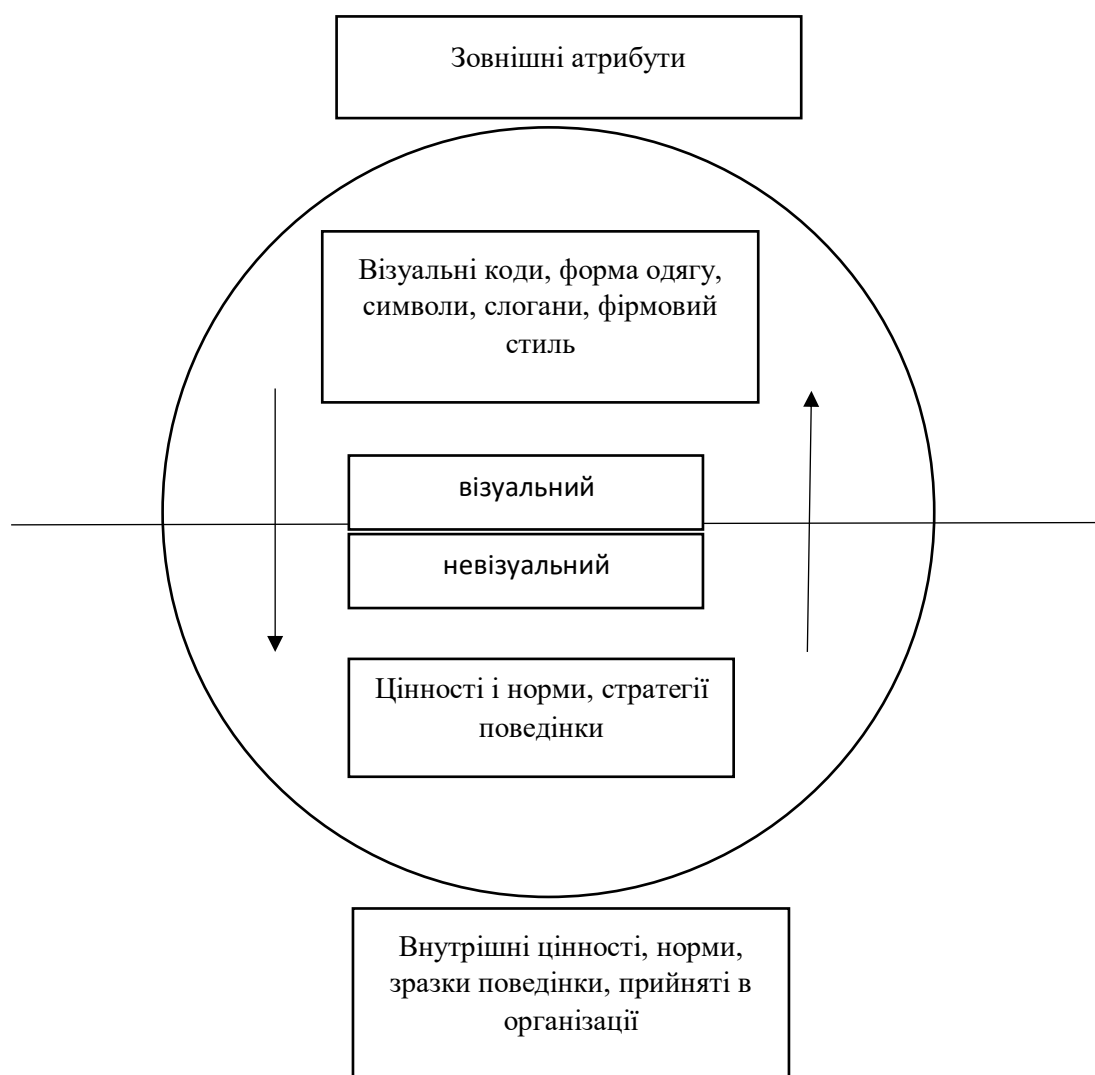 Зовнішні атрибути
Візуальні коди, форма одягу,
символи, слогани, фірмовий
стиль
візуальний
невізуальний
Цінності і норми, стратегії
поведінки
Внутрішні цінності, норми,
зразки поведінки, прийняті в
організації